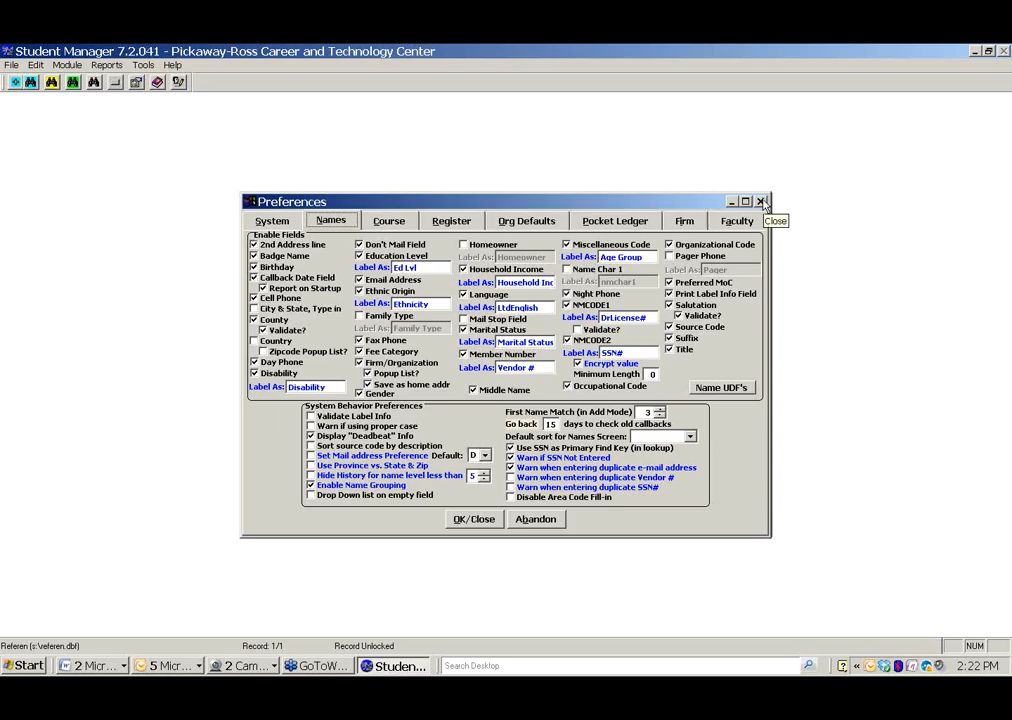 Student Manager 7.2.041 - Pickaway-Ross Career and Technology Center
File Edit Module Reports Tools Help
Preferences
Close
System Names Course Register Org Defaults Pocket Ledger Firm Faculty
Enable Fields
2nd Address line
Badge Name
Birthday
Callback Date Field
Report on Startup
Cell Phone
City & State, Type in
County
Validate?
Country
Zipcode Popup List?
Day Phone
Disability
Label As: Disability
Don't Mail Field
Education Level
Label As: Ed Lvl
Email Address
Ethnic Origin
Label As: Ethnicity
Family Type
Label As: Family Type
Fax Phone
Fee Category
Firm/Organization
Popup List?
Save as home addr
Gender
Homeowner
Label As: Homeowner
Household Income
Label As: Household Inc
Language
Label As: LtdEnglish
Mail Stop Field
Marital Status
Label As: Marital Status
Member Number
Label As: Vendor #
Middle Name
Miscellaneous Code
Label As: Age Group
Name Char 1
Label As: nmchar1
Night Phone
NMCODE1
Label As: DrLicense#
Validate?
NMCODE2
Label As: SSN#
Encrypt value
Minimum Length 0
Occupational Code
Organizational Code
Pager Phone
Label As: Pager
Preferred MoC
Print Label Info Field
Salutation
Validate?
Source Code
Suffix
Title
Name UDF's
System Behavior Preferences
Validate Label Info
Warn if using proper case
Display "Deadbeat" Info
Sort source code by description
Set Mail address Preference Default: D
Use Province vs. State & Zip
Hide History for name level less than 5
Enable Name Grouping
Drop Down list on empty field
First Name Match (in Add Mode) 3
Go back 15 days to check old callbacks
Default sort for Names Screen:
Use SSN as Primary Find Key (in lookup)
Warn if SSN Not Entered
Warn when entering duplicate e-mail address
Warn when entering duplicate Vendor #
Warn when entering duplicate SSN#
Disable Area Code Fill-in
OK/Close Abandon
Referen (s:\referen.dbf) Record: 1/1 Record Unlocked NUM
Start 2 Micr... 5 Micr... 2 Cam... GoToW... Studen... Search Desktop 2:22 PM